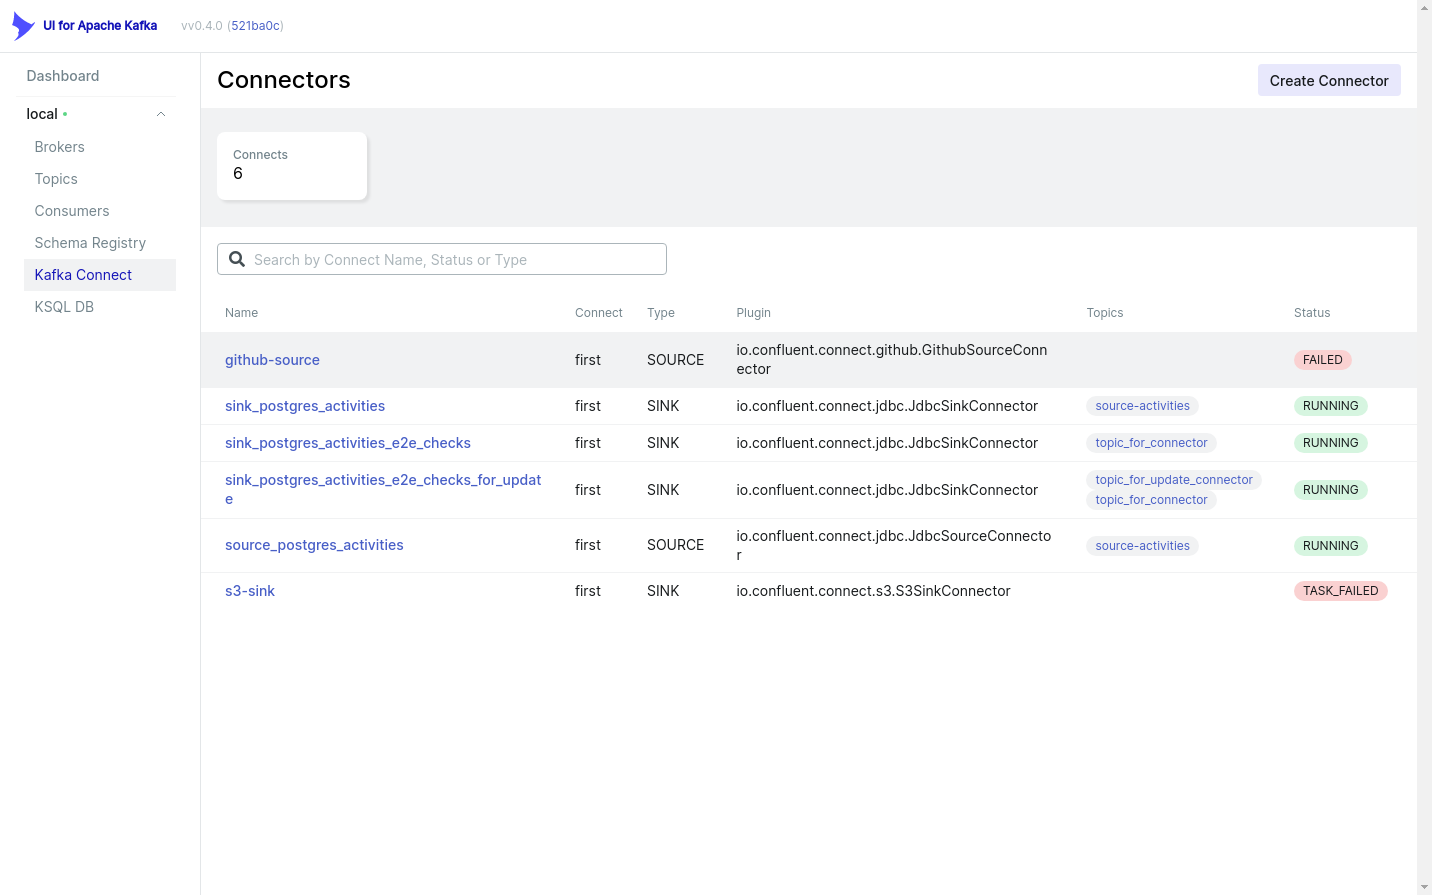 UI for Apache Kafka vv0.4.0 (521ba0c)
Dashboard
local
Brokers
Topics
Consumers
Schema Registry
Kafka Connect
KSQL DB
Connectors
Create Connector
Connects
6
Search by Connect Name, Status or Type
Name Connect Type Plugin Topics Status
github-source first SOURCE io.confluent.connect.github.GithubSourceConn
ector FAILED
sink_postgres_activities first SINK io.confluent.connect.jdbc.JdbcSinkConnector source-activities RUNNING
sink_postgres_activities_e2e_checks first SINK io.confluent.connect.jdbc.JdbcSinkConnector topic_for_connector RUNNING
sink_postgres_activities_e2e_checks_for_updat
e first SINK io.confluent.connect.jdbc.JdbcSinkConnector topic_for_update_connector
topic_for_connector RUNNING
source_postgres_activities first SOURCE io.confluent.connect.jdbc.JdbcSourceConnecto
r source-activities RUNNING
s3-sink first SINK io.confluent.connect.s3.S3SinkConnector TASK_FAILED